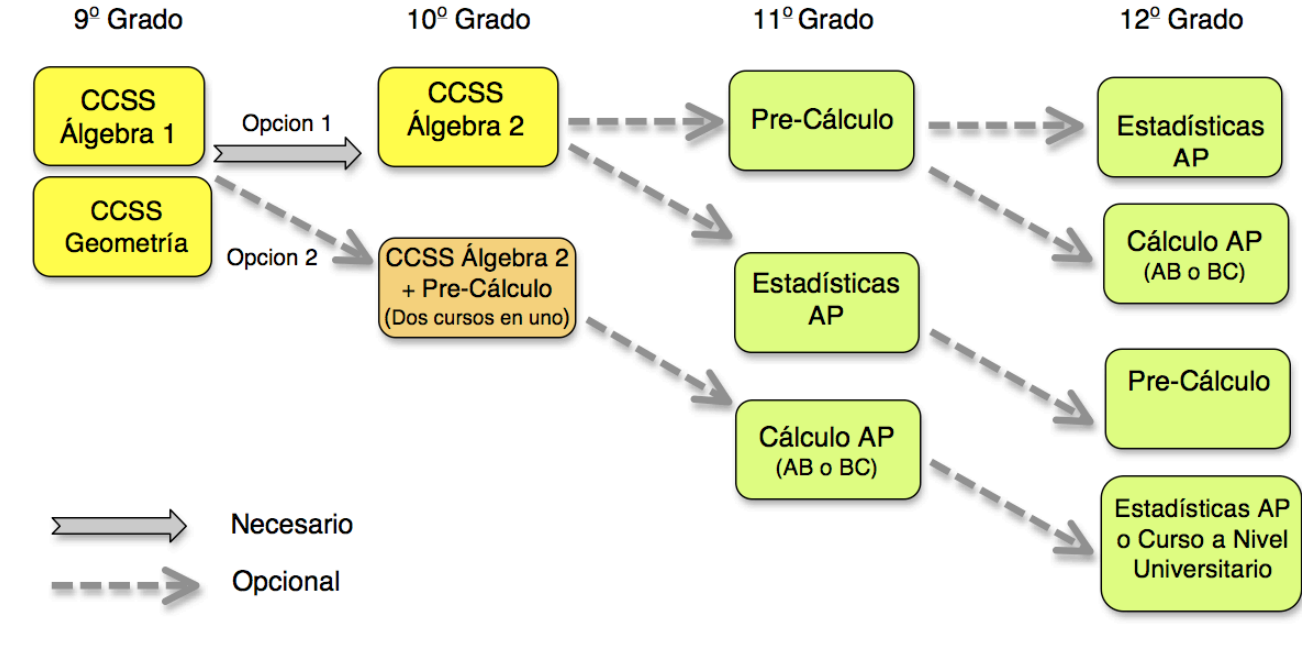 9º Grado
10º Grado
11º Grado
12º Grado
CCSS
Álgebra 1
Opcion 1
CCSS
Álgebra 2
Pre-Cálculo
Estadísticas
AP
CCSS
Geometría
Opcion 2
CCSS Álgebra 2
+ Pre-Cálculo
(Dos cursos en uno)
Estadísticas
AP
Cálculo AP
(AB o BC)
Pre-Cálculo
Cálculo AP
(AB o BC)
Estadísticas AP
o Curso a Nivel
Universitario
Necesario
Opcional